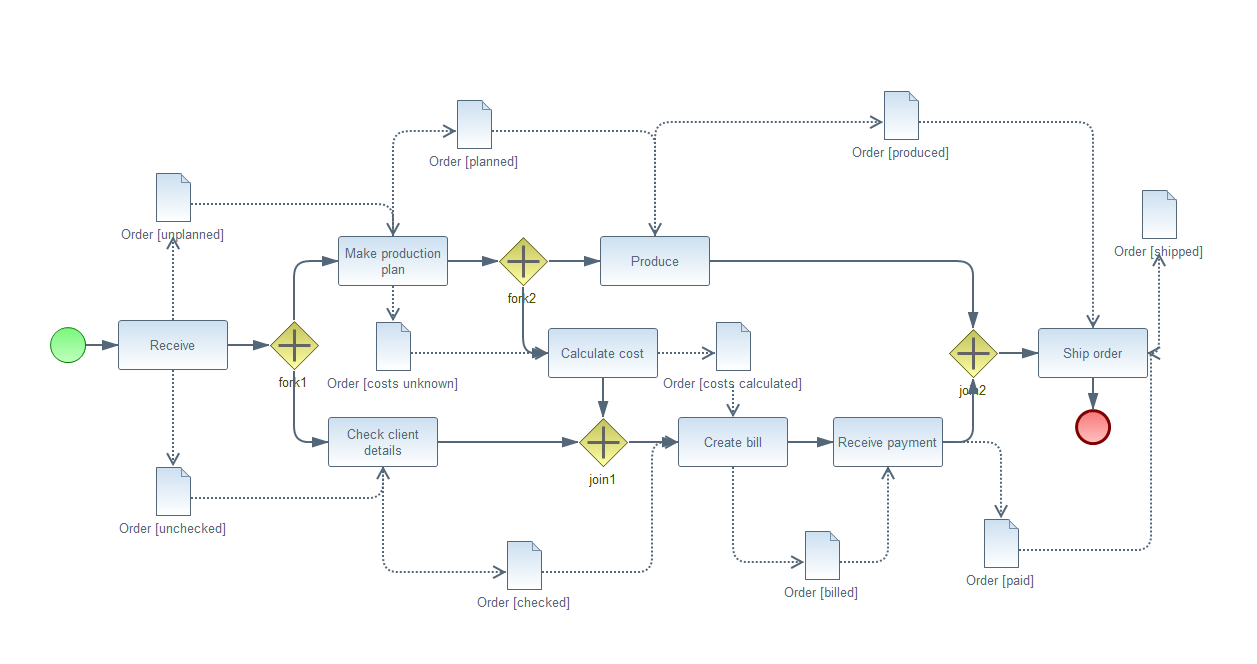 Order [planned]
Order [produced]
Order [unplanned]
Make production
plan
fork2
Produce
Order [shipped]
Receive
fork1
Order [costs unknown]
Calculate cost
Order [costs calculated]
join2
Ship order
Check client
details
join1
Create bill
Receive payment
Order [unchecked]
Order [checked]
Order [billed]
Order [paid]